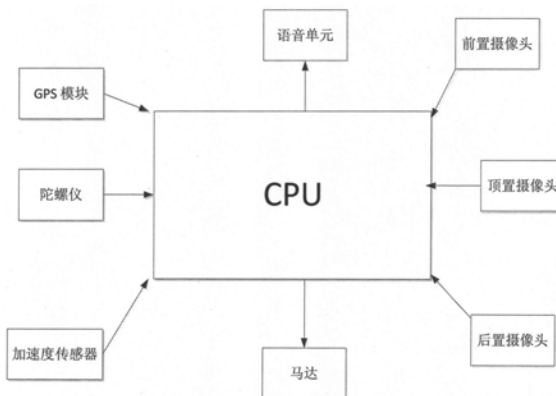 语音单元
前置摄像头
GPS 模块
CPU
陀螺仪
顶置摄像头
加速度传感器
后置摄像头
马达